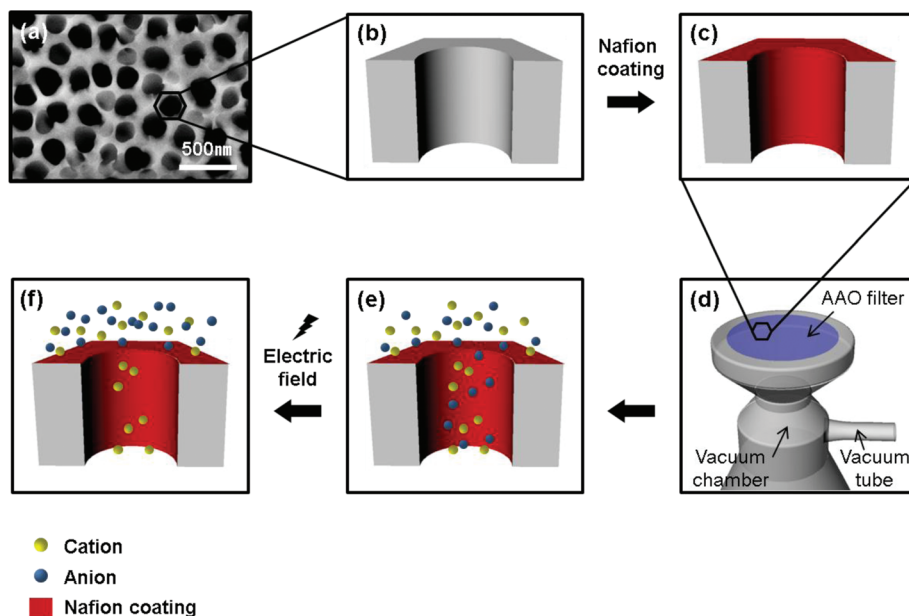 (a)
500nm
(b)
Nafion
coating
(c)
(d)
AAO filter
Vacuum
chamber
Vacuum
tube
(e)
Electric
field
(f)
Cation
Anion
Nafion coating